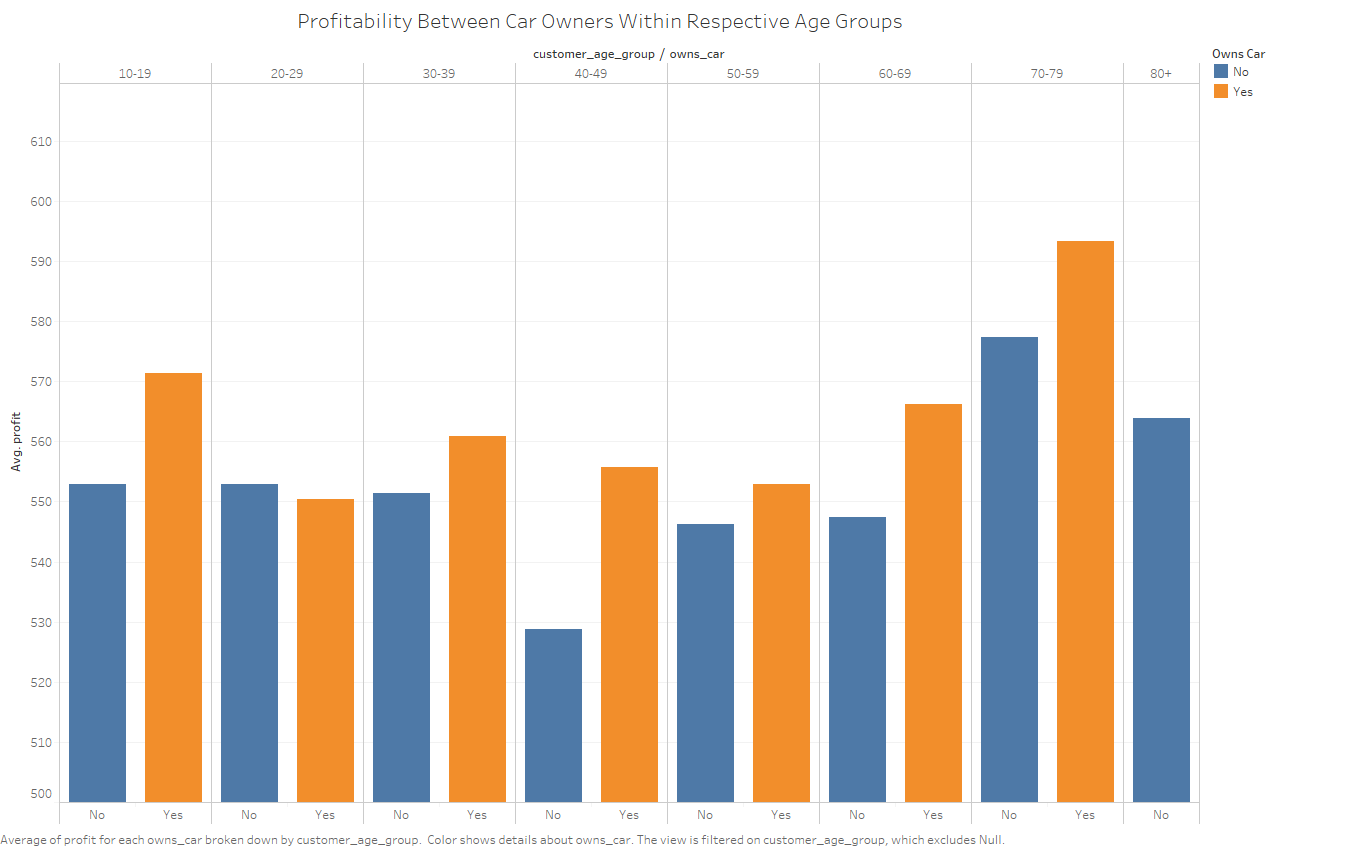 Profitability Between Car Owners Within Respective Age Groups
customer_age_group / owns_car
10-19 20-29 30-39 40-49 50-59 60-69 70-79 80+
Owns Car
No
Yes
610
600
590
580
570
560
550
540
530
520
510
500
Avg. profit
No Yes No Yes No Yes No Yes No Yes No Yes No Yes No
Average of profit for each owns_car broken down by customer_age_group.  Color shows details about owns_car. The view is filtered on customer_age_group, which excludes Null.